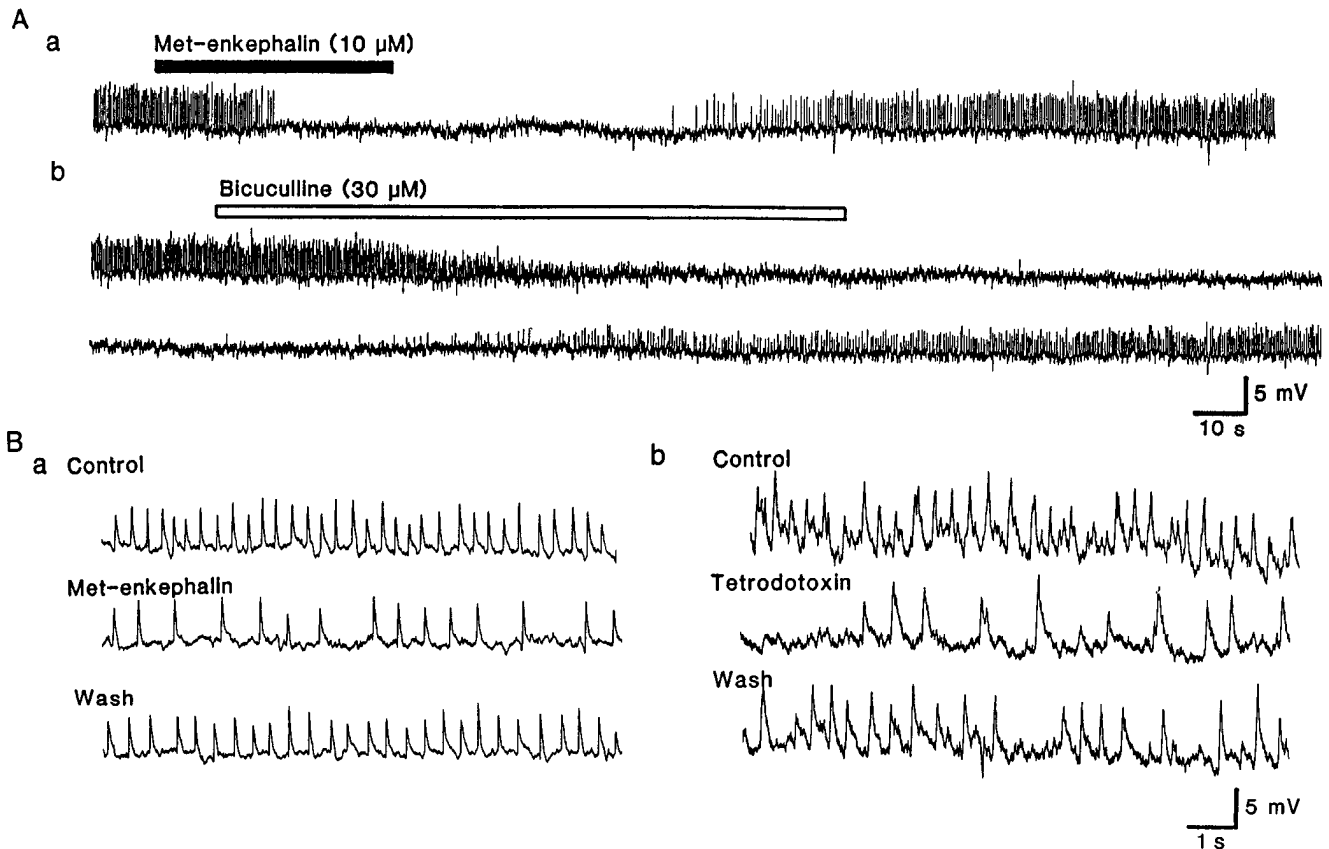 A
a
Met-enkephalin (10 µM)
b
Bicuculline (30 µM)
5 mV
10 s
B
a Control
Met-enkephalin
Wash
b Control
Tetrodotoxin
Wash
5 mV
1 s